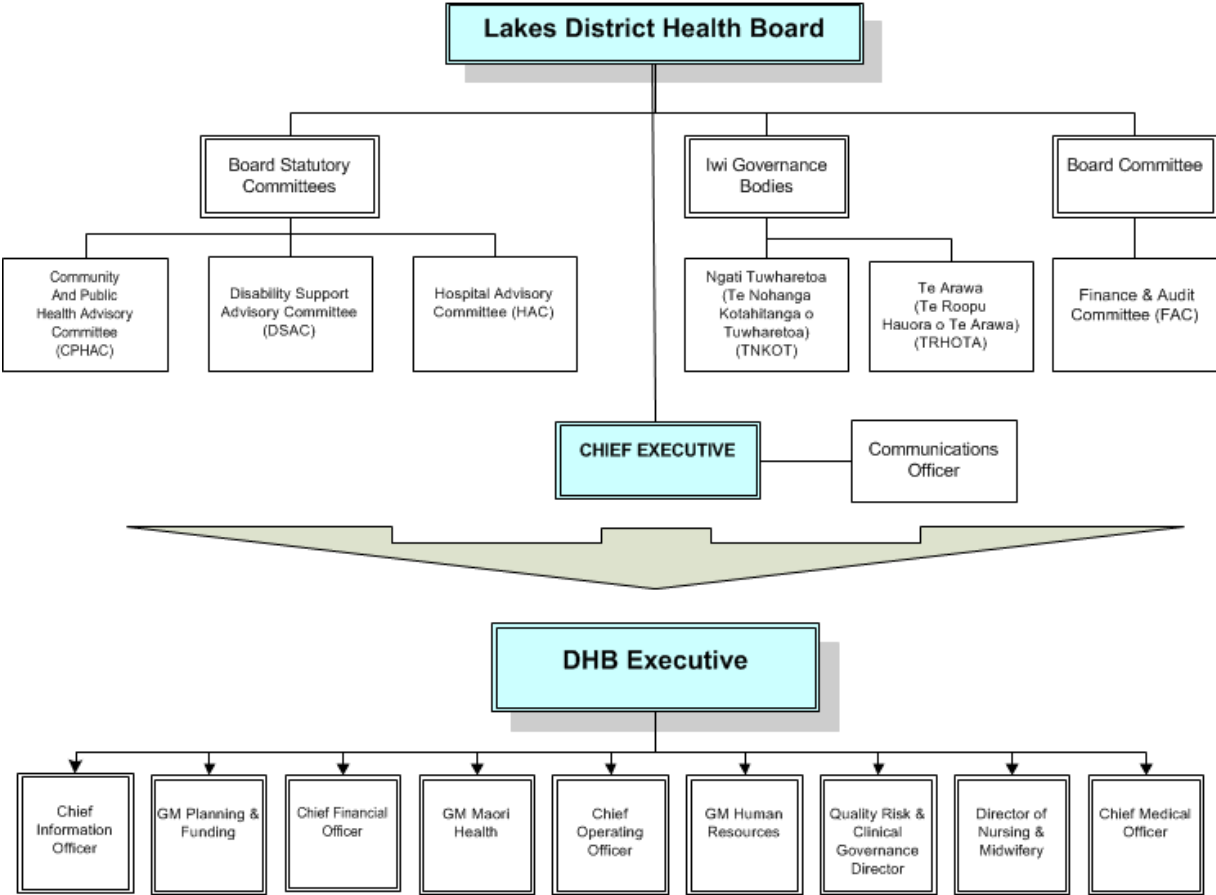 Lakes District Health Board
Board Statutory
Committees
Iwi Governance
Bodies
Board Committee
Community
And Public
Health Advisory
Committee
(CPHAC)
Disability Support
Advisory Committee
(DSAC)
Hospital Advisory
Committee (HAC)
Ngati Tuwharetoa
(Te Nohanga
Kotahitanga o
Tuwharetoa)
(TNKOT)
Te Arawa
(Te Roopu
Hauora o Te Arawa)
(TRHOTA)
Finance & Audit
Committee (FAC)
CHIEF EXECUTIVE
Communications
Officer
DHB Executive
Chief
Information
Officer
GM Planning &
Funding
Chief Financial
Officer
GM Maori
Health
Chief
Operating
Officer
GM Human
Resources
Quality Risk &
Clinical
Governance
Director
Director of
Nursing &
Midwifery
Chief Medical
Officer